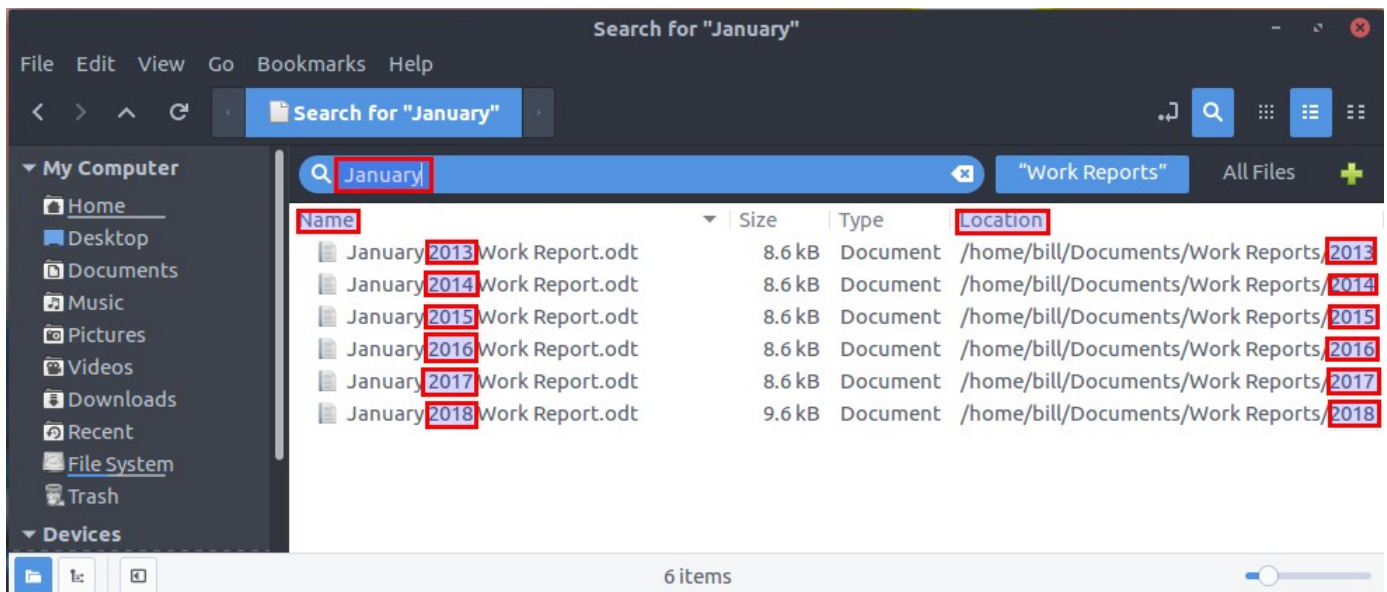 Search for "January"
File Edit View Go Bookmarks Help
Search for "January"
My Computer
Home
Desktop
Documents
Music
Pictures
Videos
Downloads
Recent
File System
Trash
Devices
January “Work Reports” All Files
Name Size Type Location
January 2013 Work Report.odt 8.6 kB Document /home/bill/Documents/Work Reports/2013
January 2014 Work Report.odt 8.6 kB Document /home/bill/Documents/Work Reports/2014
January 2015 Work Report.odt 8.6 kB Document /home/bill/Documents/Work Reports/2015
January 2016 Work Report.odt 8.6 kB Document /home/bill/Documents/Work Reports/2016
January 2017 Work Report.odt 8.6 kB Document /home/bill/Documents/Work Reports/2017
January 2018 Work Report.odt 9.6 kB Document /home/bill/Documents/Work Reports/2018
6 items